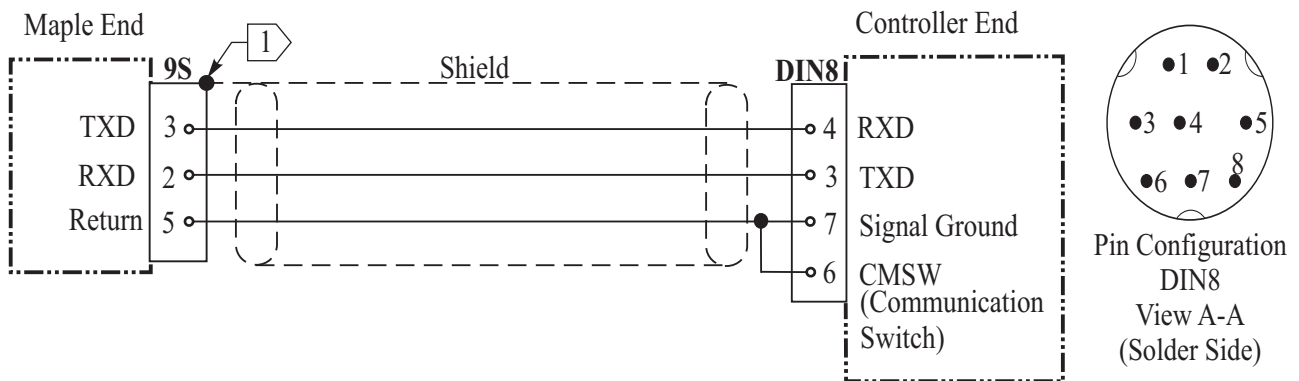 Maple End
Controller End
1
9S
Shield
DIN8
TXD 3
4 RXD
RXD 2
3 TXD
Return 5
7 Signal Ground
6 CMSW
(Communication
Switch)
1 2
3 4 5
6 7 8
Pin Configuration
DIN8
View A-A
(Solder Side)